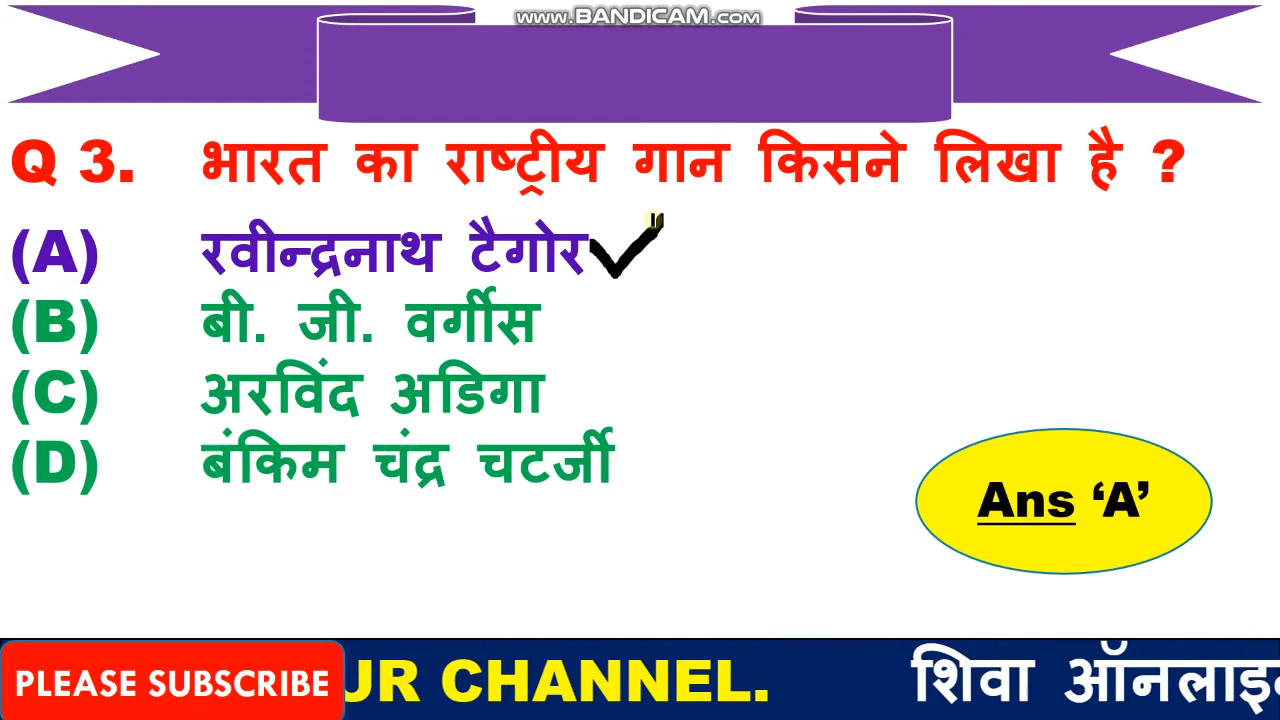 www.BANDICAM.com
Q 3. भारत का राष्ट्रीय गान किसने लिखा है ?
(A) रवीन्द्रनाथ टैगोर
(B) बी. जी. वर्गीस
(C) अरविंद अडिगा
(D) बंकिम चंद्र चटर्जी
Ans ‘A’
PLEASE SUBSCRIBE UR CHANNEL. शिवा ऑनलाइ